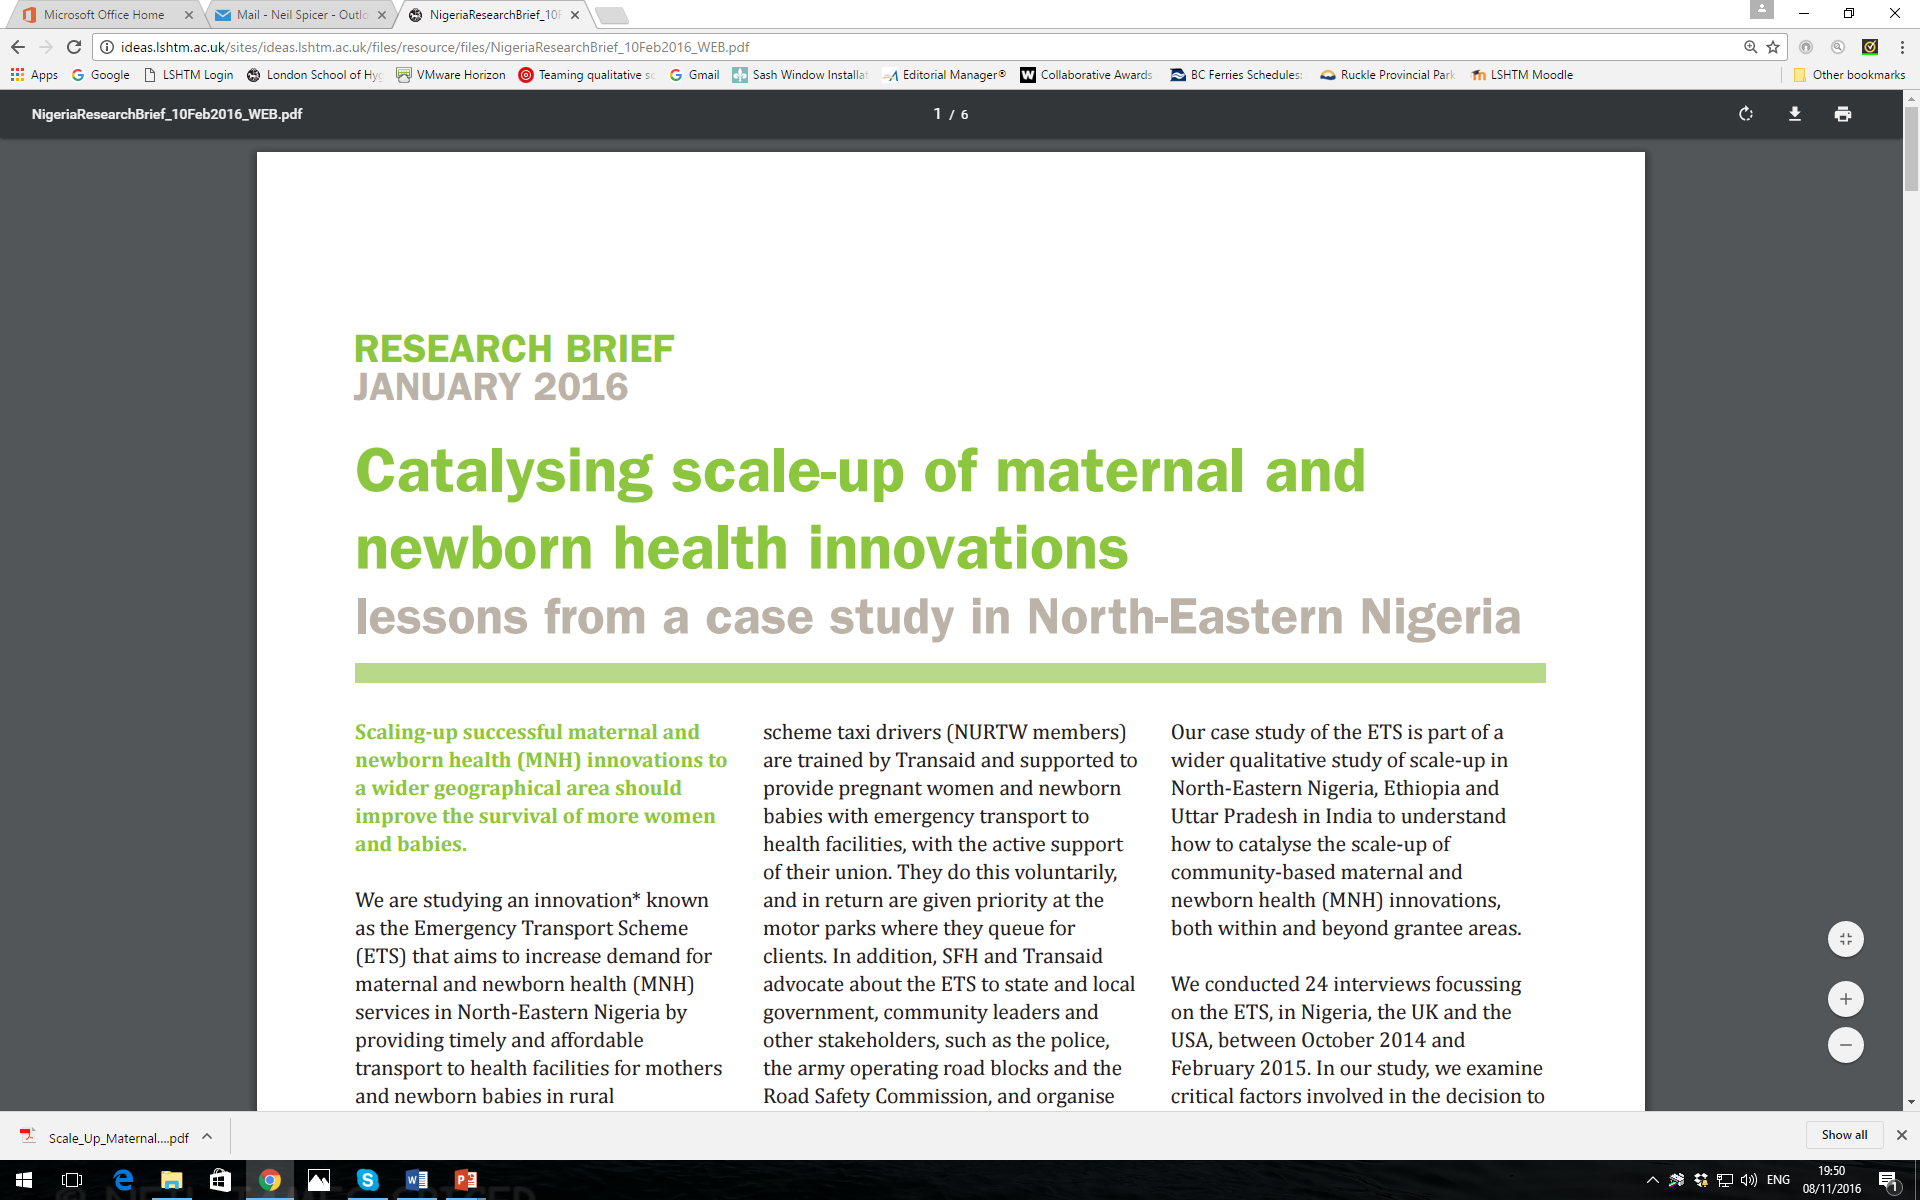 Microsoft Office Home
Mail - Neil Spicer - Outlo
NigeriaResearchBrief_10F
ideas.lshtm.ac.uk/sites/ideas.lshtm.ac.uk/files/resource/files/NigeriaResearchBrief_10Feb2016_WEB.pdf
Apps
Google
LSHTM Login
London School of Hyg
VMware Horizon
Teaming qualitative sc
Gmail
Sash Window Installat
Editorial Manager®
Collaborative Awards
BC Ferries Schedules:
Ruckle Provincial Park
LSHTM Moodle
Other bookmarks
NigeriaResearchBrief_10Feb2016_WEB.pdf
1 / 6
RESEARCH BRIEF
JANUARY 2016
Catalysing scale-up of maternal and
newborn health innovations
lessons from a case study in North-Eastern Nigeria
Scaling-up successful maternal and
newborn health (MNH) innovations to
a wider geographical area should
improve the survival of more women
and babies.
We are studying an innovation* known
as the Emergency Transport Scheme
(ETS) that aims to increase demand for
maternal and newborn health (MNH)
services in North-Eastern Nigeria by
providing timely and affordable
transport to health facilities for mothers
and newborn babies in rural
scheme taxi drivers (NURTW members)
are trained by Transaid and supported to
provide pregnant women and newborn
babies with emergency transport to
health facilities, with the active support
of their union. They do this voluntarily,
and in return are given priority at the
motor parks where they queue for
clients. In addition, SFH and Transaid
advocate about the ETS to state and local
government, community leaders and
other stakeholders, such as the police,
the army operating road blocks and the
Road Safety Commission, and organise
Our case study of the ETS is part of a
wider qualitative study of scale-up in
North-Eastern Nigeria, Ethiopia and
Uttar Pradesh in India to understand
how to catalyse the scale-up of
community-based maternal and
newborn health (MNH) innovations,
both within and beyond grantee areas.
We conducted 24 interviews focussing
on the ETS, in Nigeria, the UK and the
USA, between October 2014 and
February 2015. In our study, we examine
critical factors involved in the decision to
Scale_Up_Maternal....pdf
Show all
ENG
19:50
08/11/2016
1